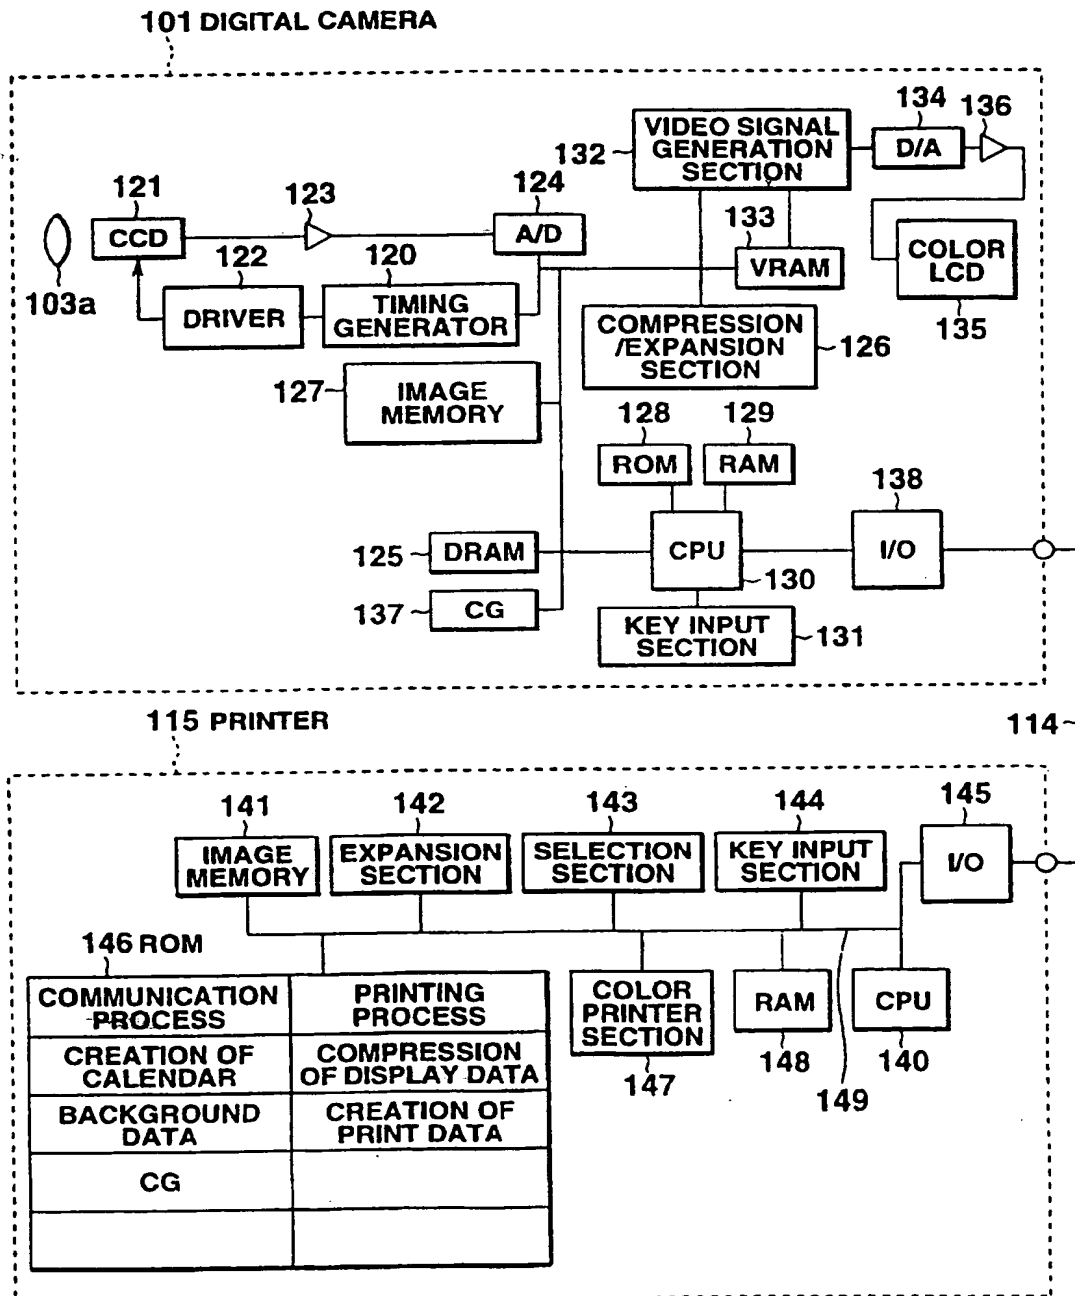 101 DIGITAL CAMERA
134
136
VIDEO SIGNAL
GENERATION
SECTION
132
D/A
121
123
124
CCD
A/D
133
VRAM
COLOR
LCD
135
103a
122
120
DRIVER
TIMING
GENERATOR
COMPRESSION
/EXPANSION
SECTION
126
127
IMAGE
MEMORY
128
129
ROM
RAM
138
125
DRAM
CPU
130
I/O
137
CG
KEY INPUT
SECTION
131
115 PRINTER
114
141
142
143
144
145
IMAGE
MEMORY
EXPANSION
SECTION
SELECTION
SECTION
KEY INPUT
SECTION
I/O
146 ROM
COMMUNICATION
PROCESS
PRINTING
PROCESS
CREATION OF
CALENDAR
COMPRESSION
OF DISPLAY DATA
BACKGROUND
DATA
CREATION OF
PRINT DATA
CG
COLOR
PRINTER
SECTION
147
RAM
148
149
CPU
140